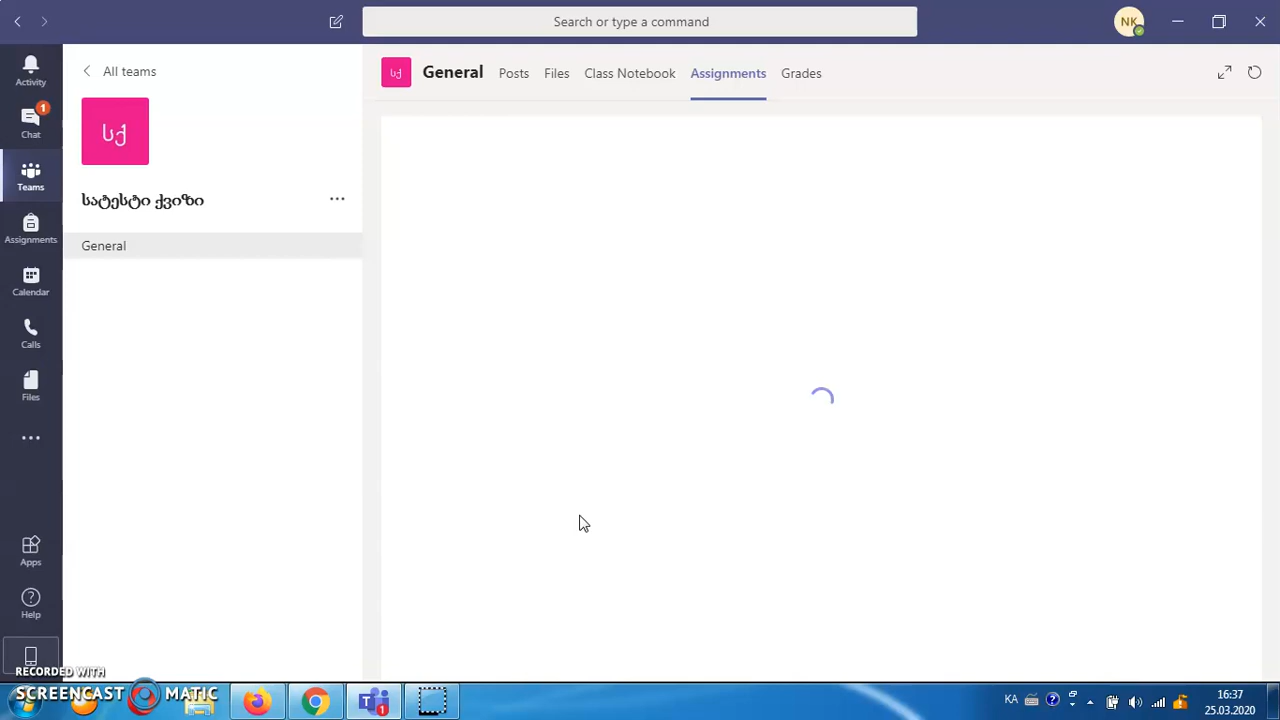 Search or type a command
NK
Activity
1
Chat
Teams
Assignments
Calendar
Calls
Files
Apps
Help
All teams
სქ
სატესტი ქვიზი
General
სქ
General
Posts
Files
Class Notebook
Assignments
Grades
RECORDED WITH
SCREENCAST MATIC
1
KA
16:37
25.03.2020